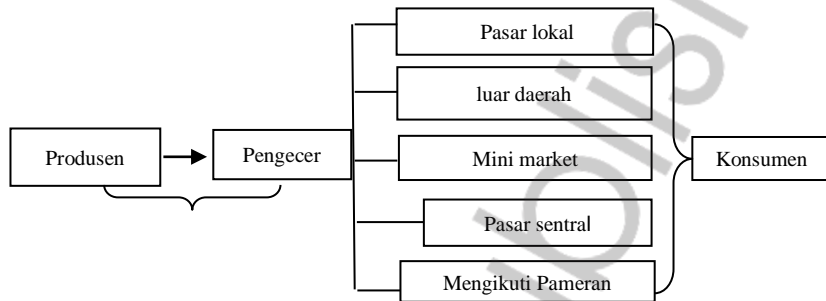 Pasar lokal
luar daerah
Produsen
Pengecer
Mini market
Konsumen
Pasar sentral
Mengikuti Pameran